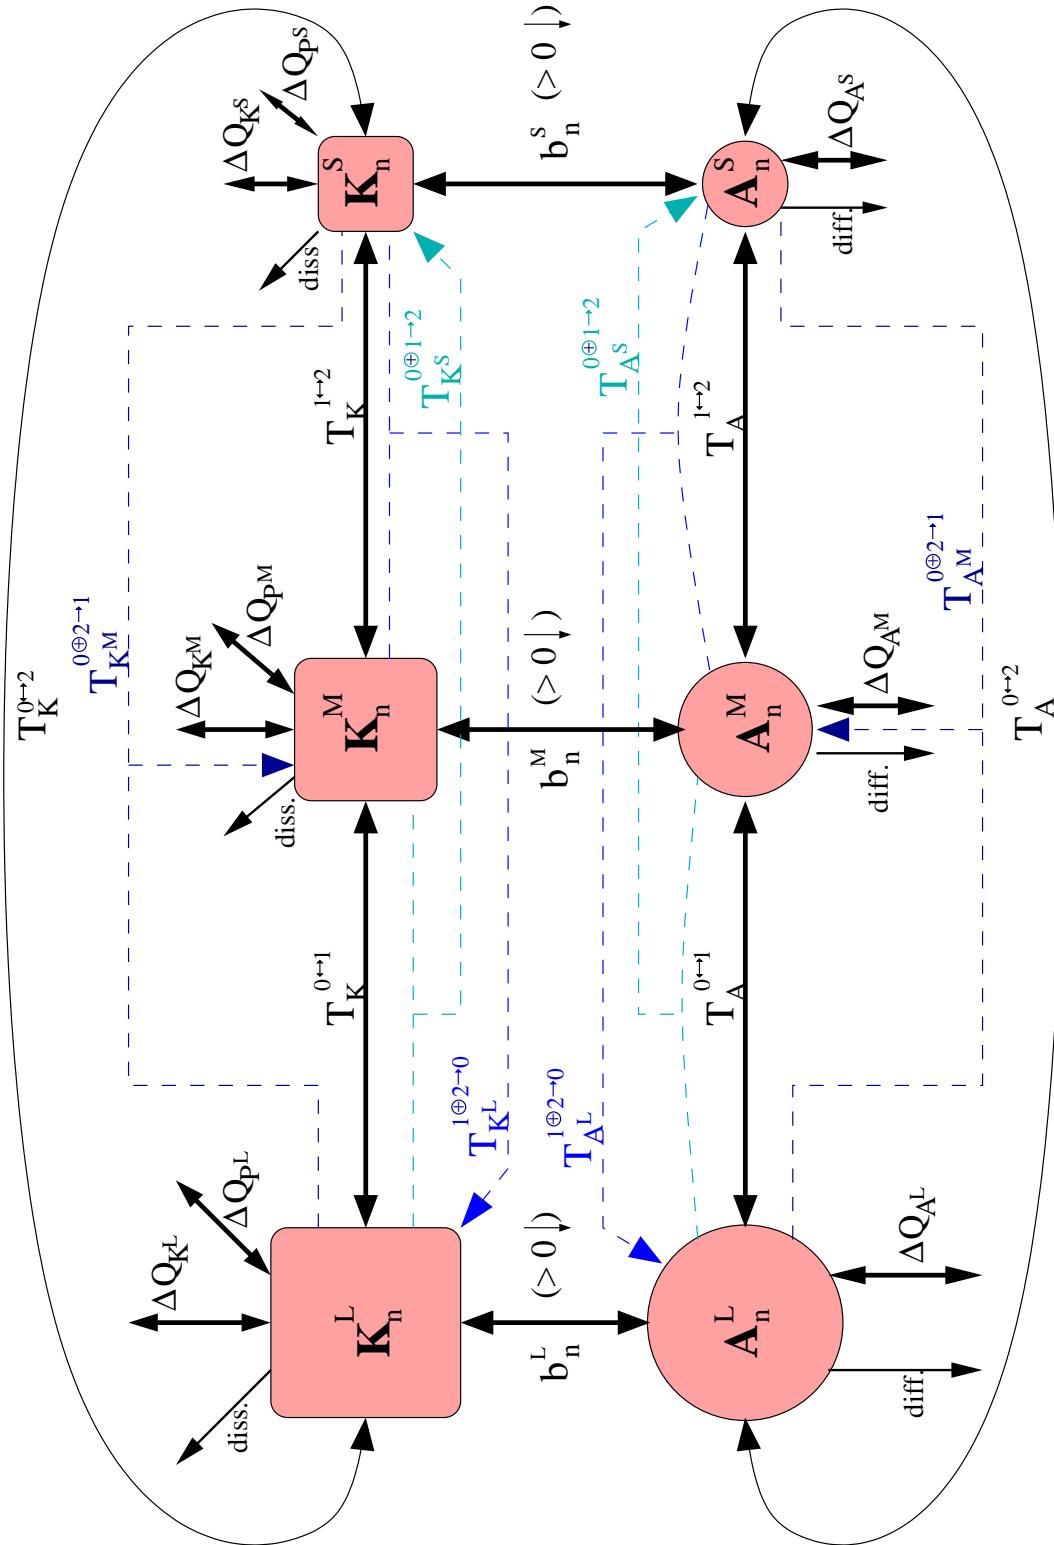 T_K^{0↔2}
T_{K^M}^{0⊕2→1}
ΔQ_{K^L}
ΔQ_{P^L}
diss.
ΔQ_{K^M}
ΔQ_{P^M}
diss.
ΔQ_{K^S}
ΔQ_{P^S}
diss
K_n^L
T_K^{0↔1}
K_n^M
T_K^{1↔2}
K_n^S
T_{K^L}^{1⊕2→0}
T_{K^S}^{0⊕1→2}
b_n^L (> 0 ↓)
b_n^M (> 0 ↓)
b_n^S (> 0 ↓)
T_{A^L}^{1⊕2→0}
T_{A^S}^{0⊕1→2}
A_n^L
T_A^{0↔1}
A_n^M
T_A^{1↔2}
A_n^S
diff.
ΔQ_{A^L}
diff.
ΔQ_{A^M}
diff.
ΔQ_{A^S}
T_{A^M}^{0⊕2→1}
T_A^{0↔2}